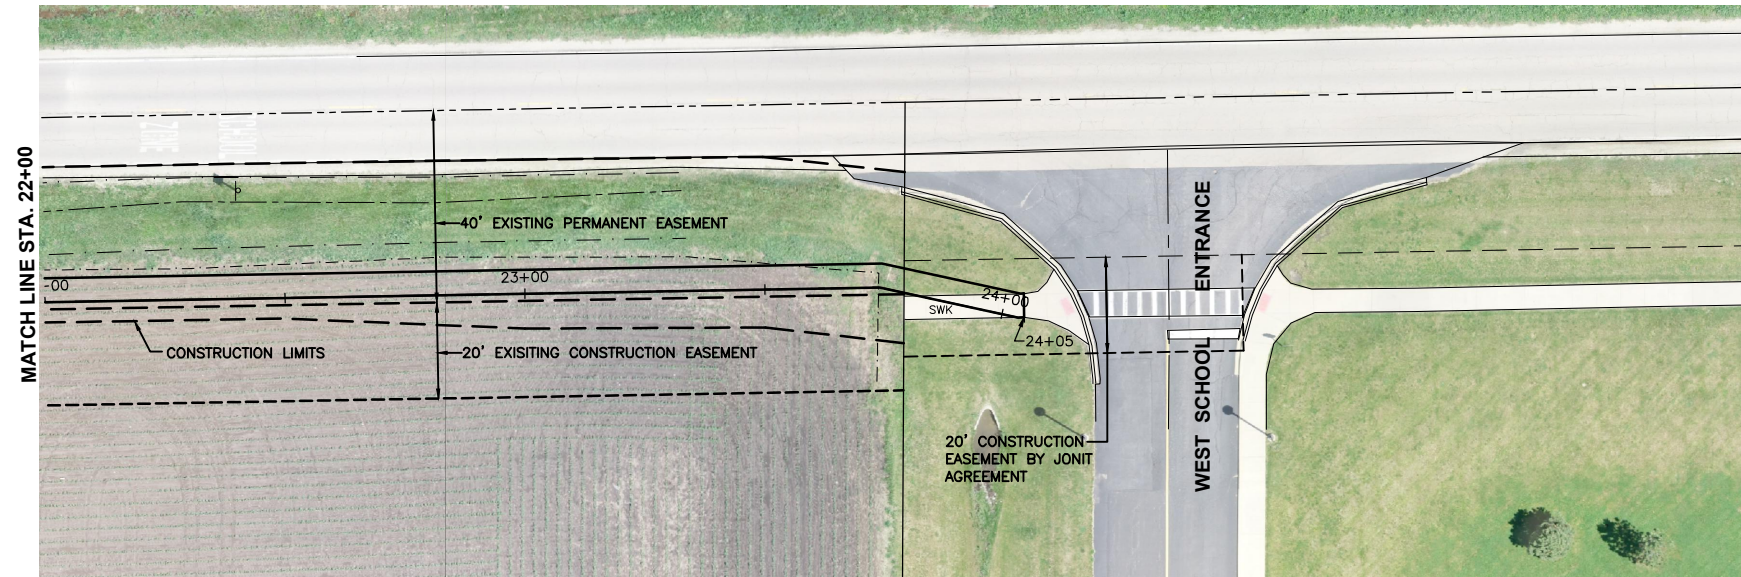 MATCH LINE STA. 22+00
40' EXISTING PERMANENT EASEMENT
23+00
-00
24+00
SWK
24+05
CONSTRUCTION LIMITS
20' EXISITING CONSTRUCTION EASEMENT
WEST SCHOOL ENTRANCE
20' CONSTRUCTION
EASEMENT BY JONIT
AGREEMENT